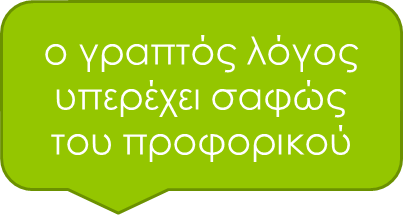 ο γραπτός λόγος
υπερέχει σαφώς
του προφορικού